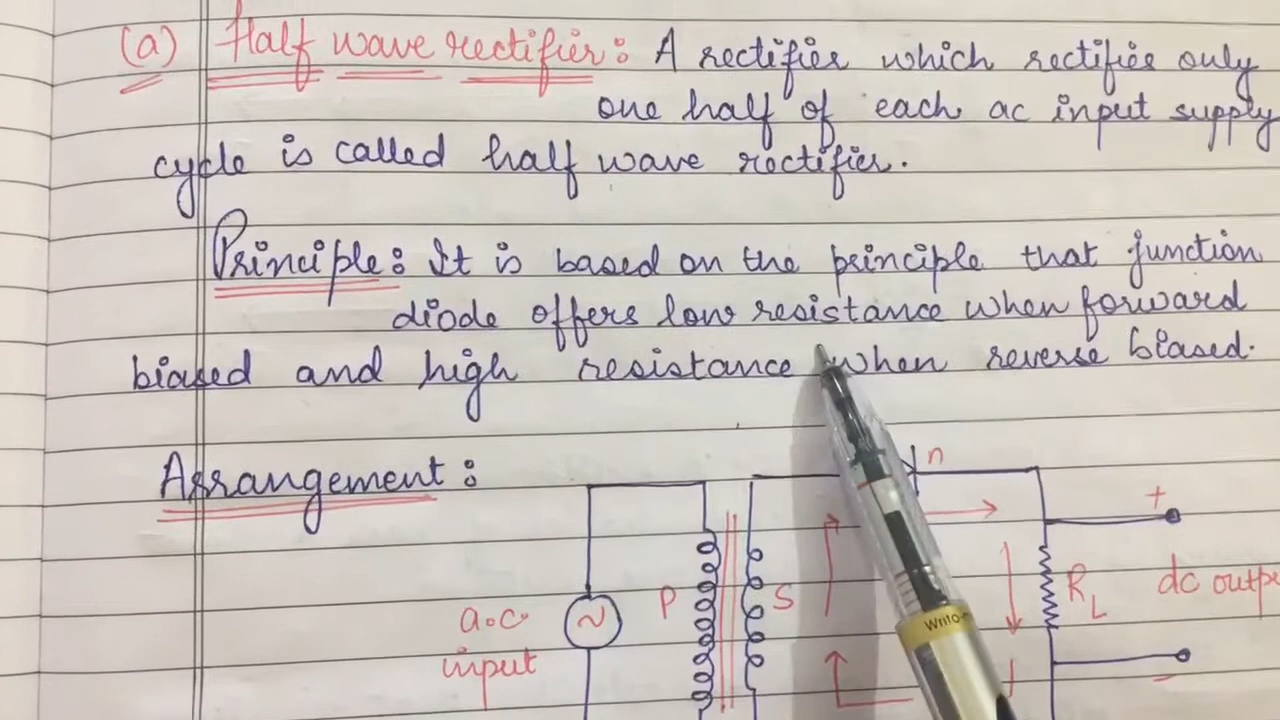 (a) Half wave rectifier: A rectifier which rectifies only
one half of each ac input supply
cycle is called half wave rectifier.
Principle: It is based on the principle that junction
diode offers low resistance when forward
biased and high resistance when reverse biased.
Arrangement:
n
+
P
S
RL
dc outp
a.c.
input
Write-
−